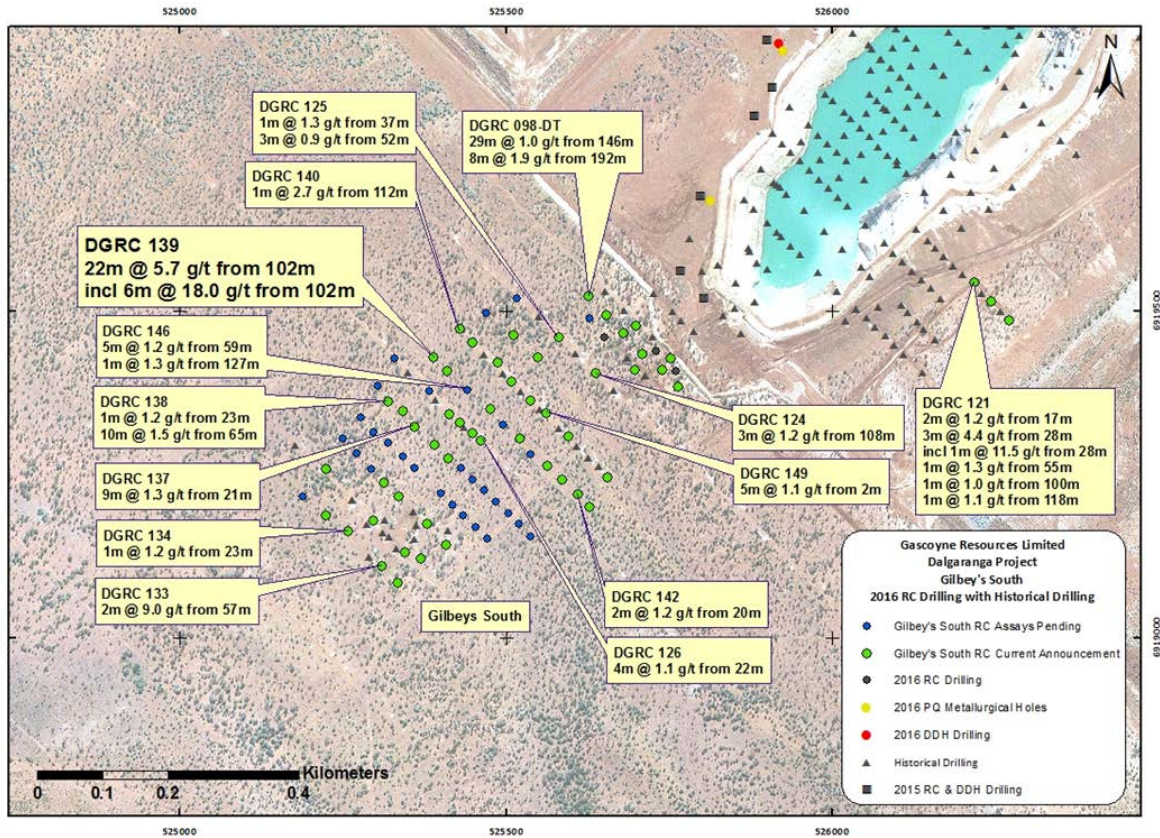 525000
525500
526000
N
DGRC 125
1m @ 1.3 g/t from 37m
3m @ 0.9 g/t from 52m
DGRC 098-DT
29m @ 1.0 g/t from 146m
8m @ 1.9 g/t from 192m
DGRC 140
1m @ 2.7 g/t from 112m
DGRC 139
22m @ 5.7 g/t from 102m
incl 6m @ 18.0 g/t from 102m
6919500
6919500
DGRC 146
5m @ 1.2 g/t from 59m
1m @ 1.3 g/t from 127m
DGRC 138
1m @ 1.2 g/t from 23m
10m @ 1.5 g/t from 65m
DGRC 124
3m @ 1.2 g/t from 108m
DGRC 121
2m @ 1.2 g/t from 17m
3m @ 4.4 g/t from 28m
incl 1m @ 11.5 g/t from 28m
1m @ 1.3 g/t from 55m
1m @ 1.0 g/t from 100m
1m @ 1.1 g/t from 118m
DGRC 137
9m @ 1.3 g/t from 21m
DGRC 149
5m @ 1.1 g/t from 2m
DGRC 134
1m @ 1.2 g/t from 23m
DGRC 133
2m @ 9.0 g/t from 57m
Gilbeys South
DGRC 142
2m @ 1.2 g/t from 20m
DGRC 126
4m @ 1.1 g/t from 22m
6919000
6919000
Gascoyne Resources Limited
Dalgaranga Project
Gilbey's South
2016 RC Drilling with Historical Drilling
Gilbey's South RC Assays Pending
Gilbey's South RC Current Announcement
2016 RC Drilling
2016 PQ Metallurgical Holes
2016 DDH Drilling
Historical Drilling
2015 RC & DDH Drilling
Kilometers
0 0.1 0.2 0.4
525000
525500
526000